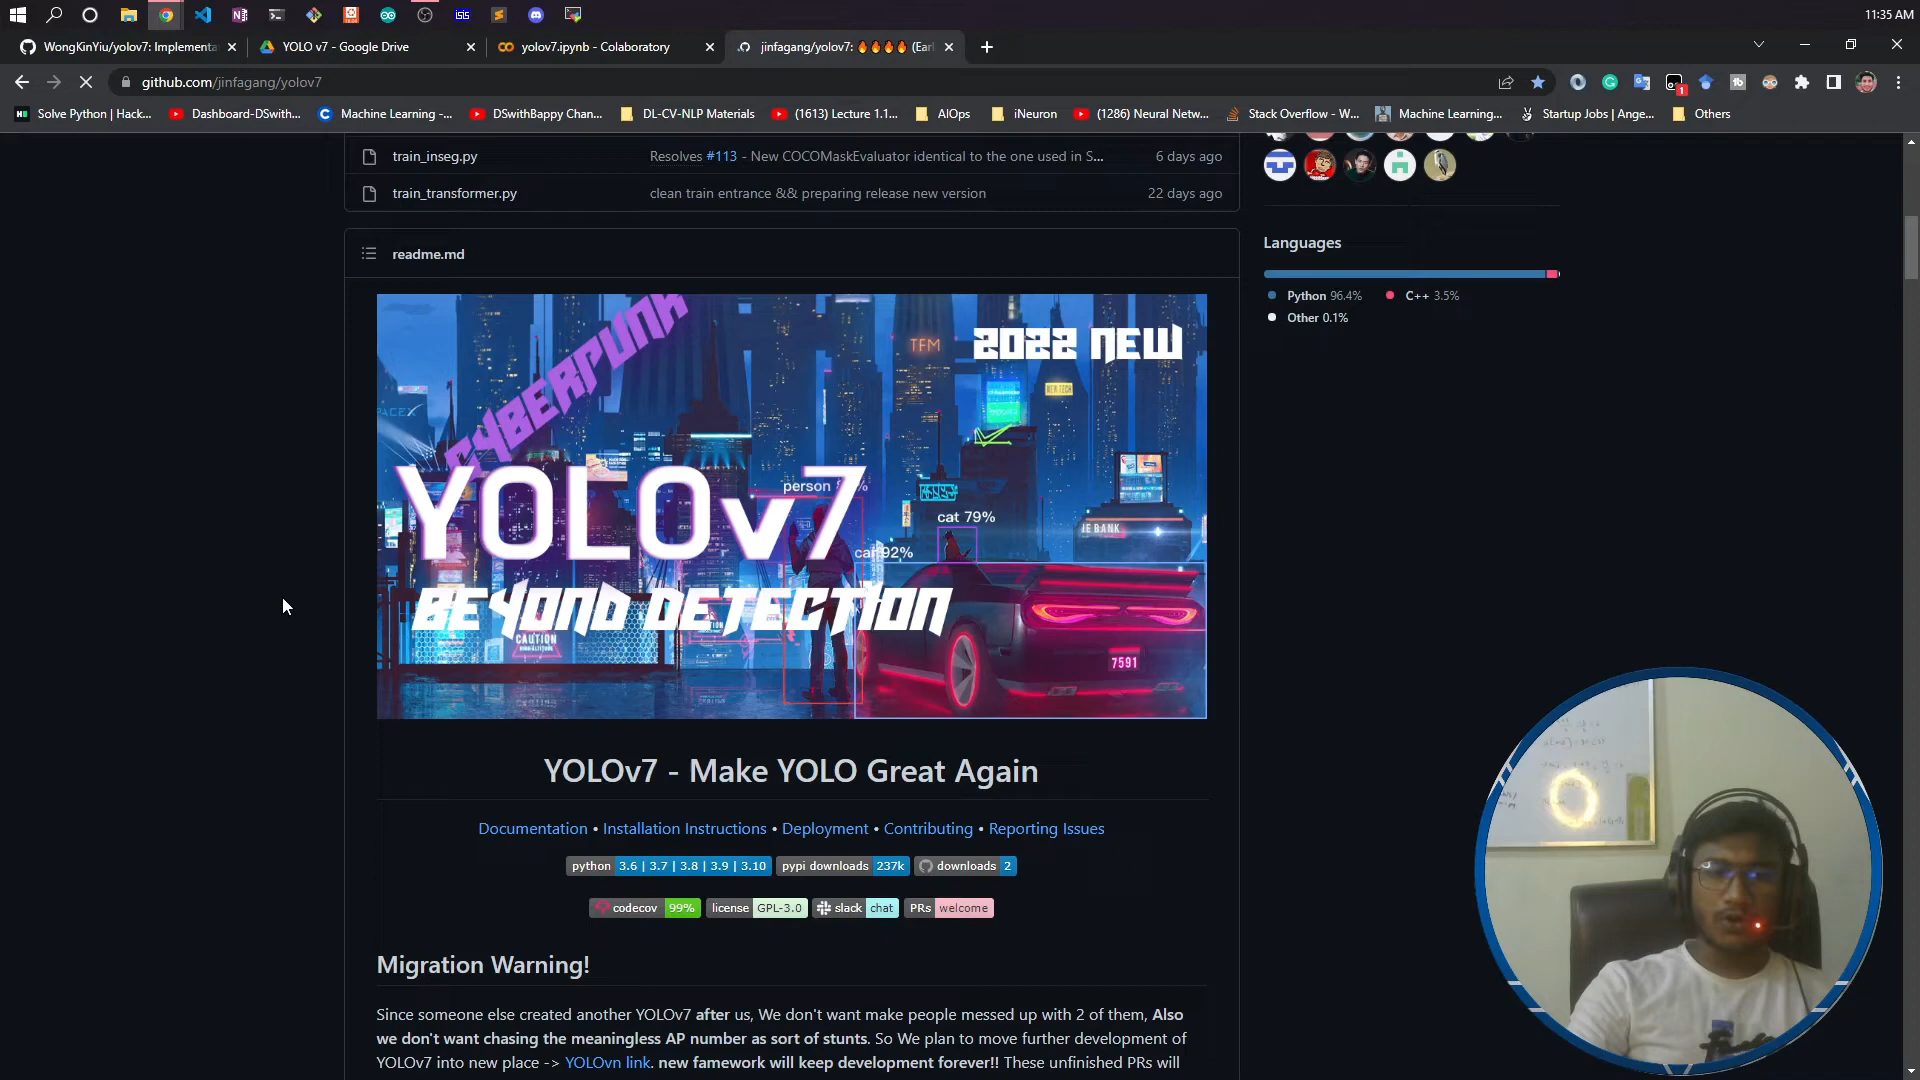 11:35 AM
WongKinYiu/yolov7: Implementa
YOLO v7 - Google Drive
yolov7.ipynb - Colaboratory
jinfagang/yolov7: 🔥🔥🔥🔥 (Earl
github.com/jinfagang/yolov7
Solve Python | Hack...
Dashboard-DSwith...
Machine Learning -...
DSwithBappy Chan...
DL-CV-NLP Materials
(1613) Lecture 1.1...
AIOps
iNeuron
(1286) Neural Netw...
Stack Overflow - W...
Machine Learning...
Startup Jobs | Ange...
Others
train_inseg.py
Resolves #113 - New COCOMaskEvaluator identical to the one used in S...
6 days ago
train_transformer.py
clean train entrance && preparing release new version
22 days ago
readme.md
Languages
Python 96.4%
C++ 3.5%
Other 0.1%
CYBERPUNK
2022 NEW
TFM
YOLOv7
person
cat 79%
car 92%
BEYOND DETECTION
CAUTION
7591
YOLOv7 - Make YOLO Great Again
Documentation • Installation Instructions • Deployment • Contributing • Reporting Issues
python 3.6 | 3.7 | 3.8 | 3.9 | 3.10
pypi downloads 237k
downloads 2
codecov 99%
license GPL-3.0
slack chat
PRs welcome
Migration Warning!
Since someone else created another YOLOv7 after us, We don't want make people messed up with 2 of them, Also
we don't want chasing the meaningless AP number as sort of stunts. So We plan to move further development of
YOLOv7 into new place -> YOLOvn link. new famework will keep development forever!! These unfinished PRs will